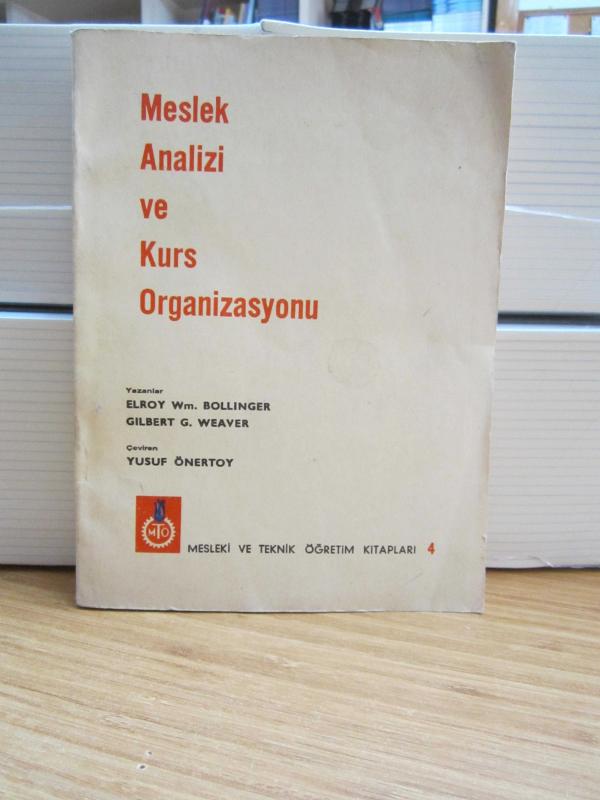 Meslek
Analizi
ve
Kurs
Organizasyonu
Yazanlar
ELROY Wm. BOLLINGER
GILBERT G. WEAVER
Çeviren
YUSUF ÖNERTOY
MTO
MESLEKİ VE TEKNİK ÖĞRETİM KİTAPLARI 4